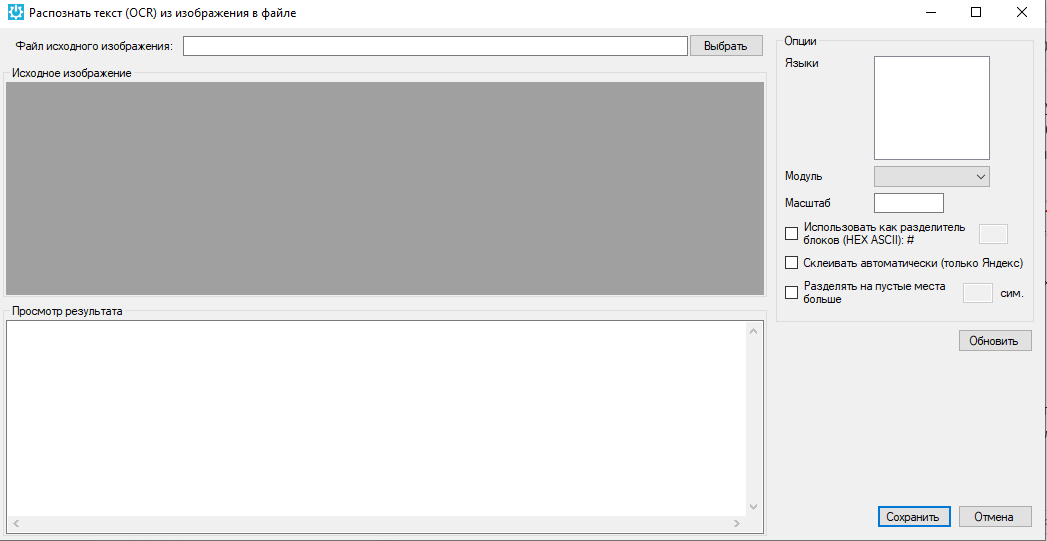 Распознать текст (OCR) из изображения в файле
Файл исходного изображения:
Выбрать
Исходное изображение
Просмотр результата
Опции
Языки
Модуль
Масштаб
Использовать как разделитель
блоков (HEX ASCII): #
Склеивать автоматически (только Яндекс)
Разделять на пустые места
больше
сим.
Обновить
Сохранить
Отмена